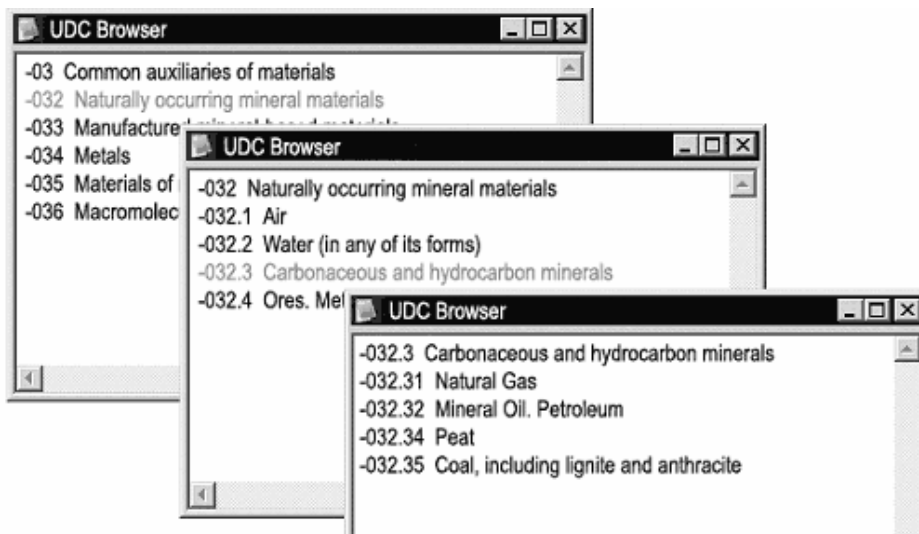 UDC Browser
-03 Common auxiliaries of materials
-032 Naturally occurring mineral materials
-033 Manufactured mineral-based materials
-034 Metals
-035 Materials of
-036
UDC Browser
-032 Naturally occurring mineral materials
-032.1 Air
-032.2 Water (in any of its forms)
-032.3 Carbonaceous and hydrocarbon minerals
-032.4 Ores.
UDC Browser
-032.3 Carbonaceous and hydrocarbon minerals
-032.31 Natural Gas
-032.32 Mineral Oil. Petroleum
-032.34 Peat
-032.35 Coal, including lignite and anthracite